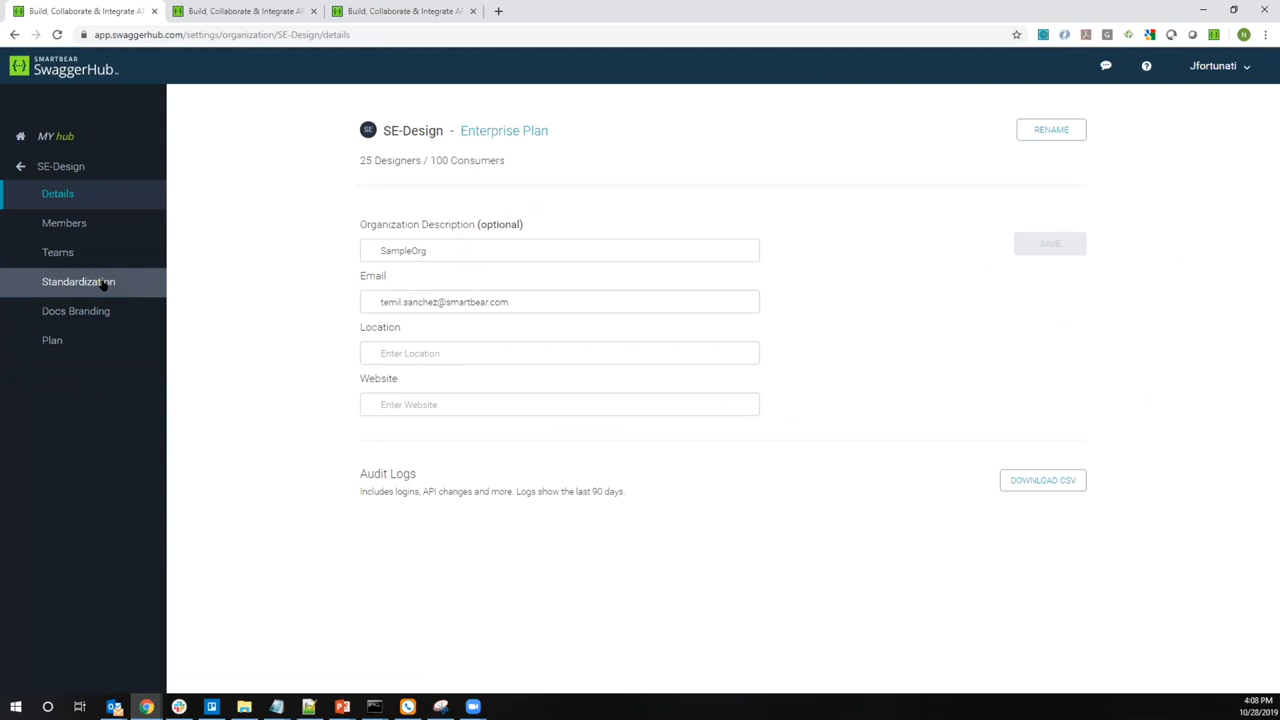 Build, Collaborate & Integrate AP
Build, Collaborate & Integrate AP
Build, Collaborate & Integrate AP
app.swaggerhub.com/settings/organization/SE-Design/details
N
SMARTBEAR
SwaggerHub
Jfortunati
MY hub
SE-Design
Details
Members
Teams
Standardization
Docs Branding
Plan
SE SE-Design - Enterprise Plan
RENAME
25 Designers / 100 Consumers
Organization Description (optional)
SampleOrg
SAVE
Email
temil.sanchez@smartbear.com
Location
Enter Location
Website
Enter Website
Audit Logs
Includes logins, API changes and more. Logs show the last 90 days.
DOWNLOAD CSV
4:08 PM
10/28/2019